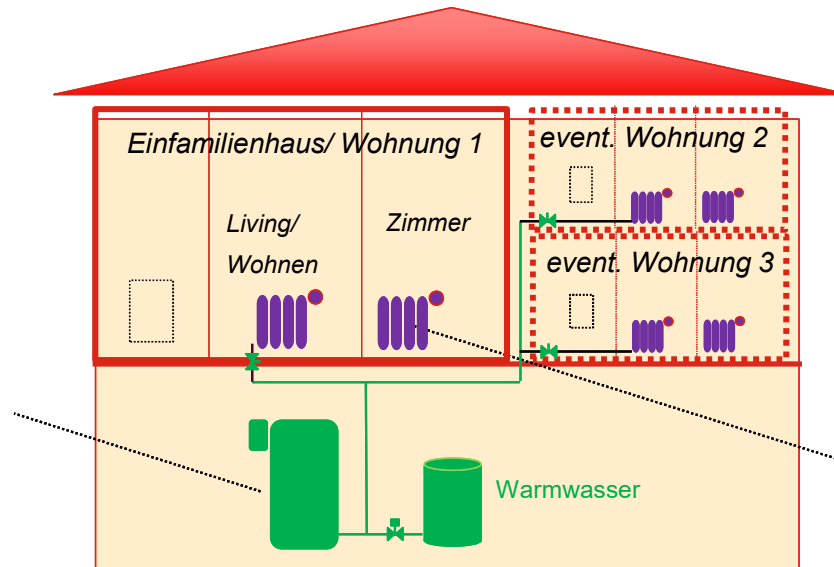 Einfamilienhaus/ Wohnung 1
event. Wohnung 2
Living/
Wohnen
Zimmer
event. Wohnung 3
Warmwasser